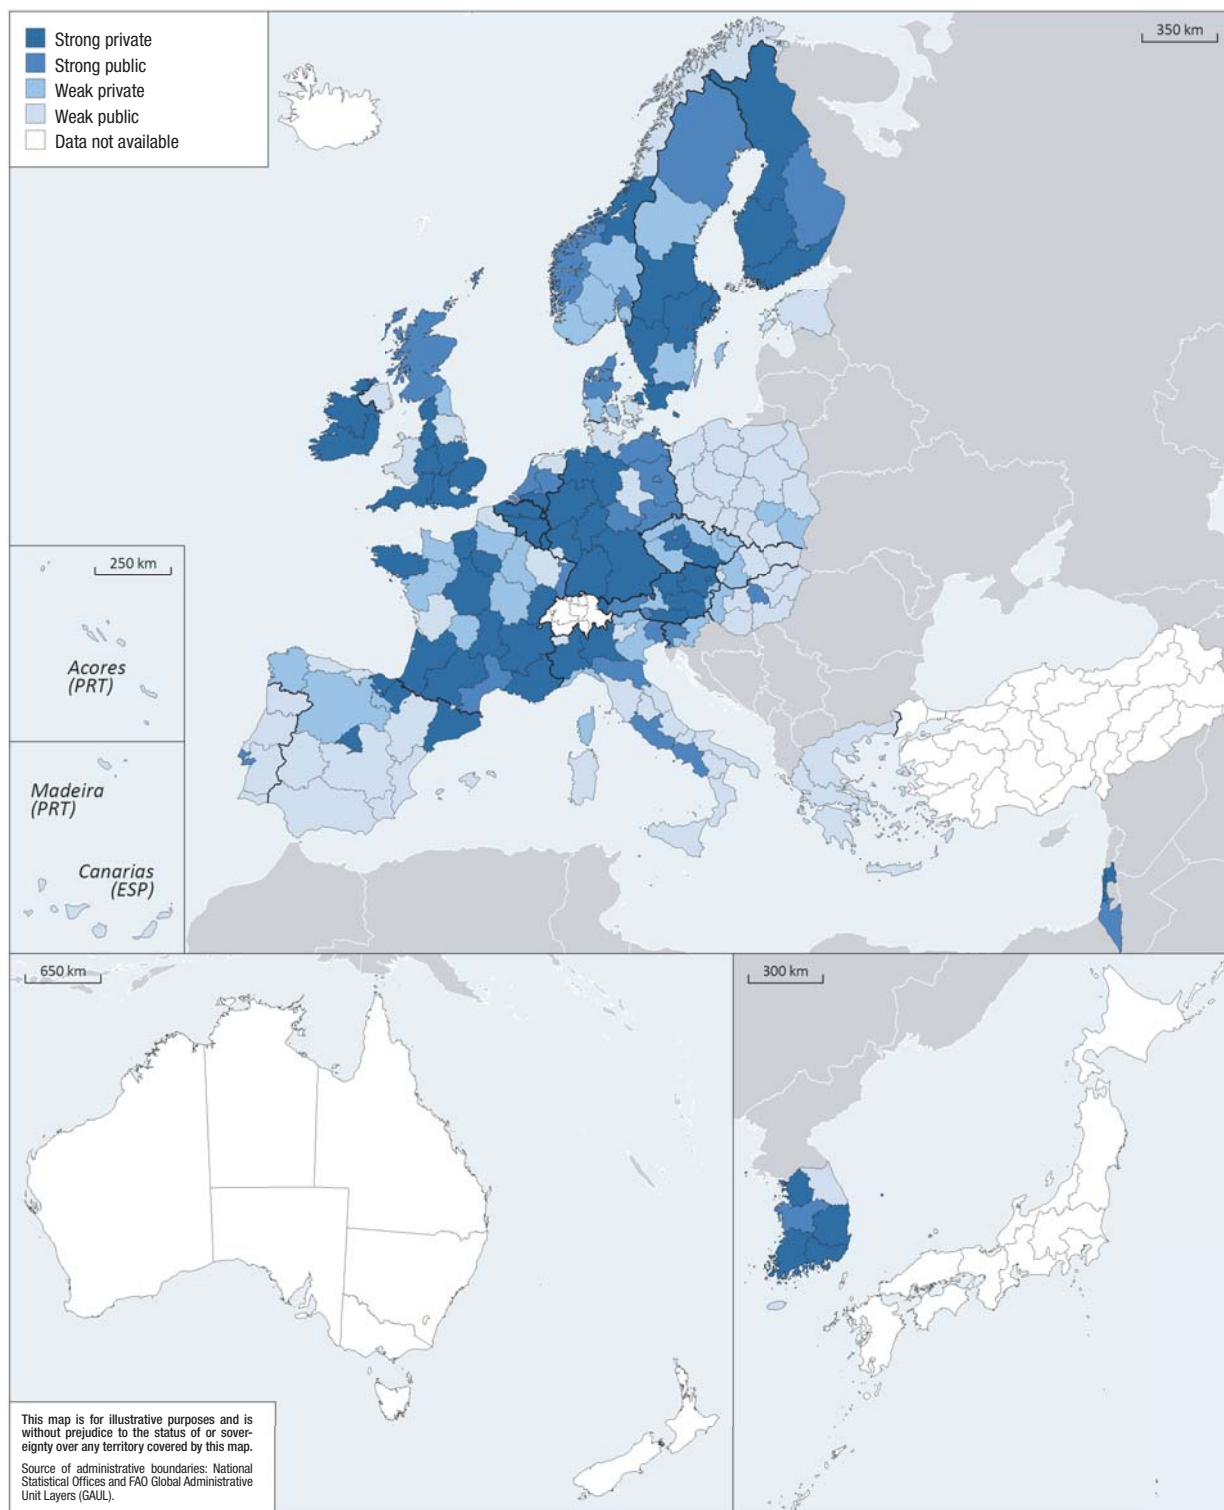 Strong private
Strong public
Weak private
Weak public
Data not available
350 km
250 km
Acores
(PRT)
Madeira
(PRT)
Canarias
(ESP)
650 km
300 km
This map is for illustrative purposes and is
without prejudice to the status of or sover-
eignty over any territory covered by this map.
Source of administrative boundaries: National
Statistical Offices and FAO Global Administrative
Unit Layers (GAUL).